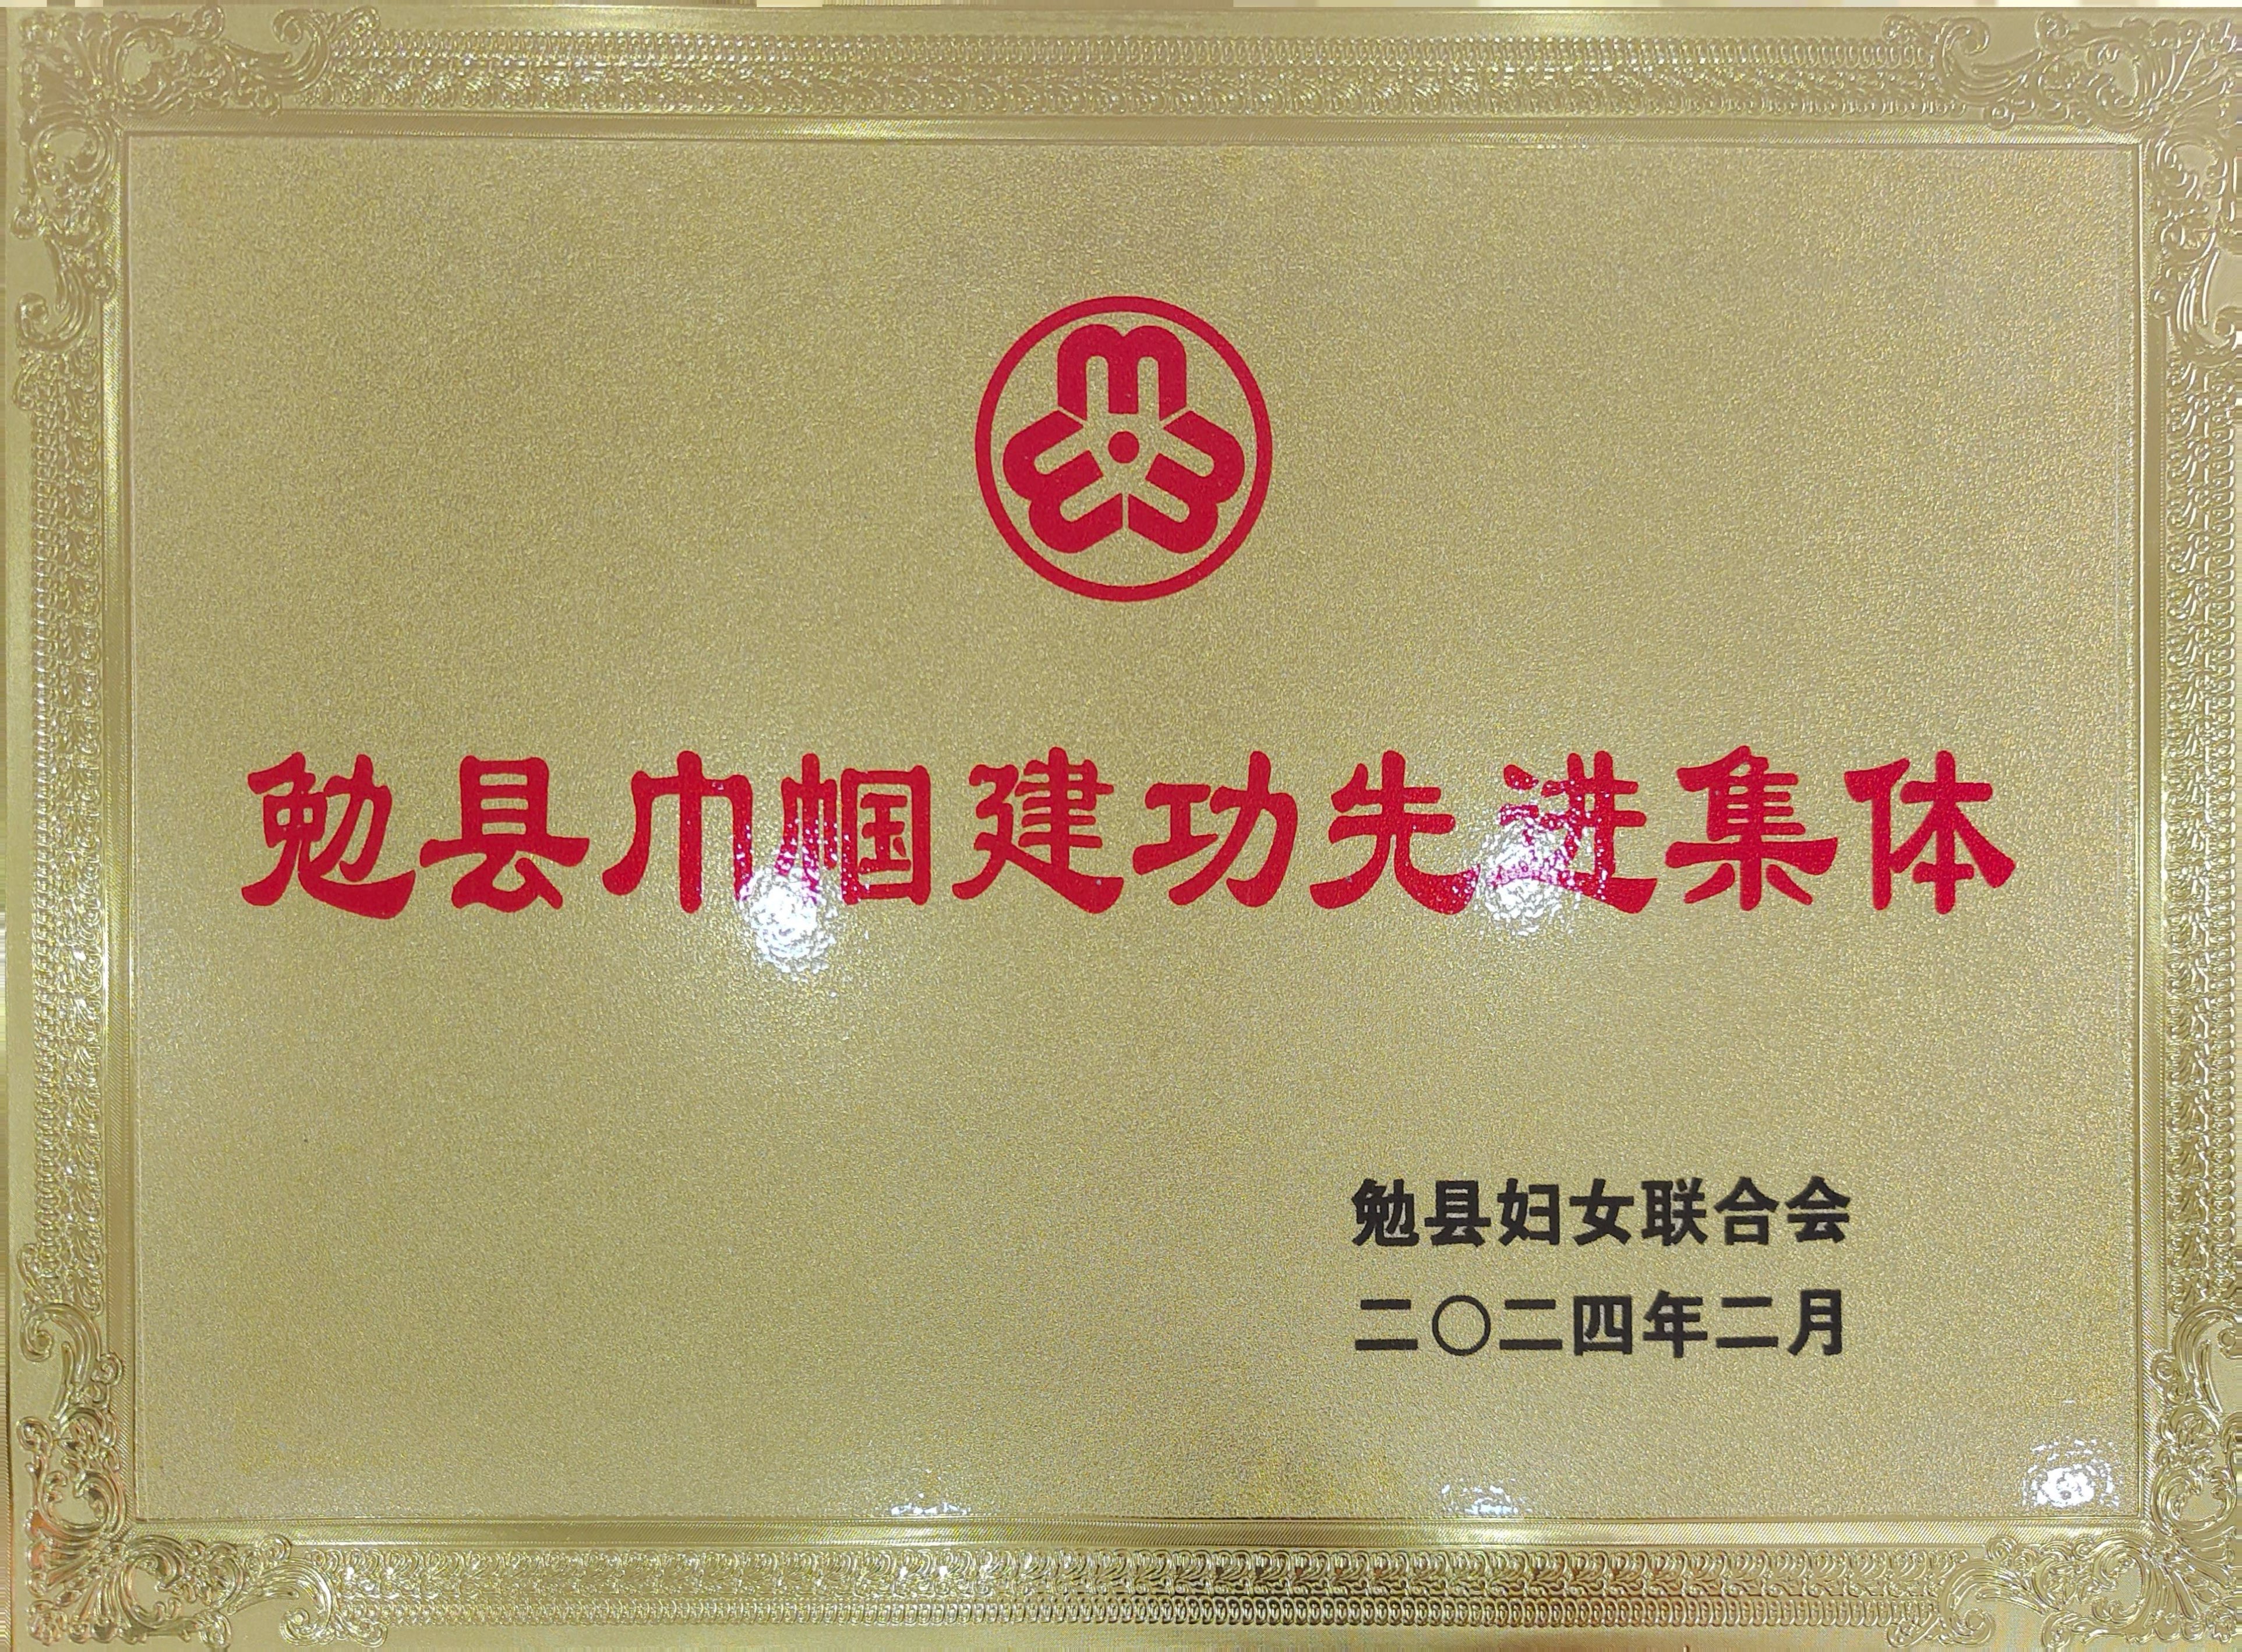 勉县巾帼建功先进集体
勉县妇女联合会
二〇二四年二月